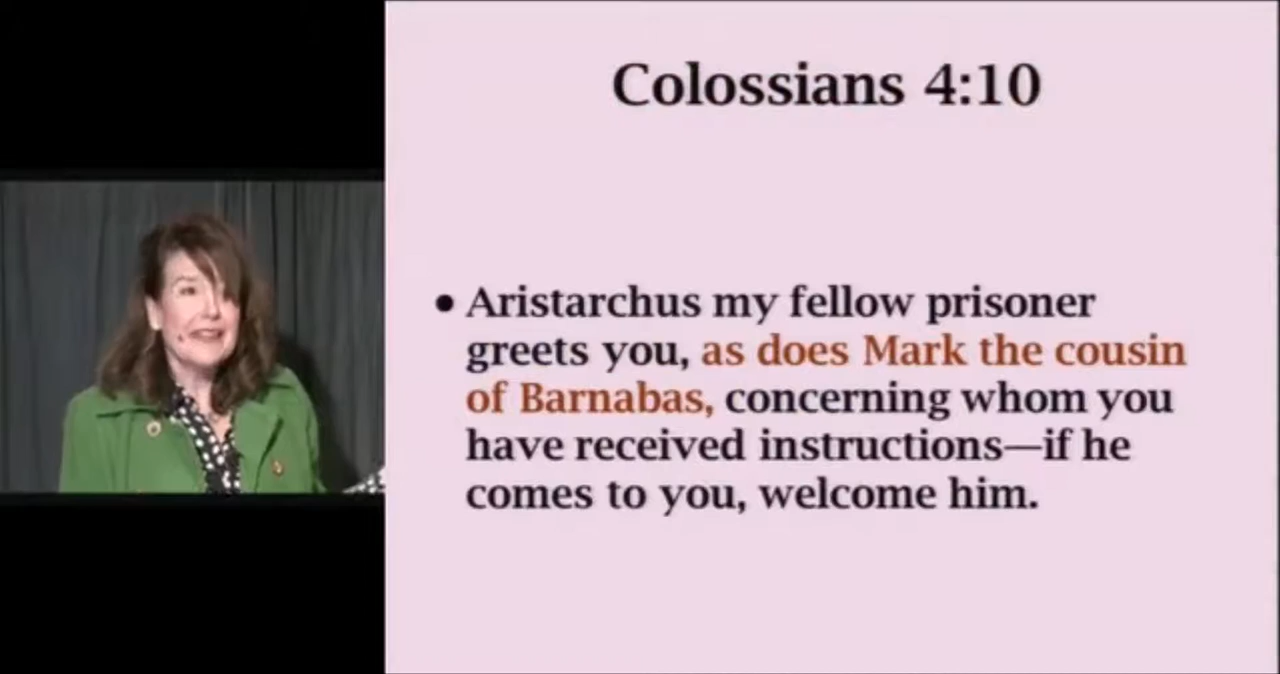 Colossians 4:10
• Aristarchus my fellow prisoner
greets you, as does Mark the cousin
of Barnabas, concerning whom you
have received instructions—if he
comes to you, welcome him.